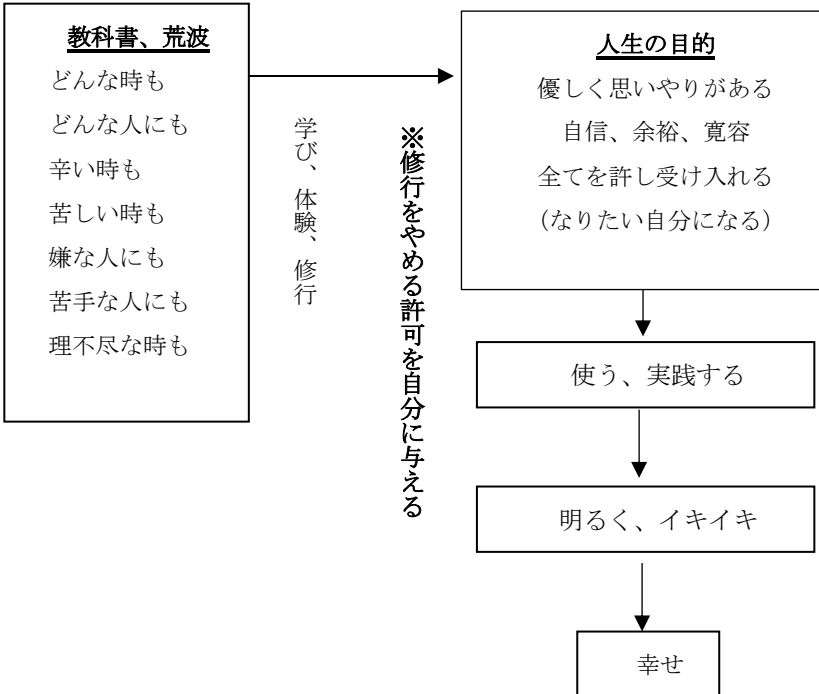 教科書、荒波
どんな時も
どんな人にも
辛い時も
苦しい時も
嫌な人にも
苦手な人にも
理不尽な時も
学び、体験、修行
※修行をやめる許可を自分に与える
人生の目的
優しく思いやりがある
自信、余裕、寛容
全てを許し受け入れる
(なりたい自分になる)
使う、実践する
明るく、イキイキ
幸せ